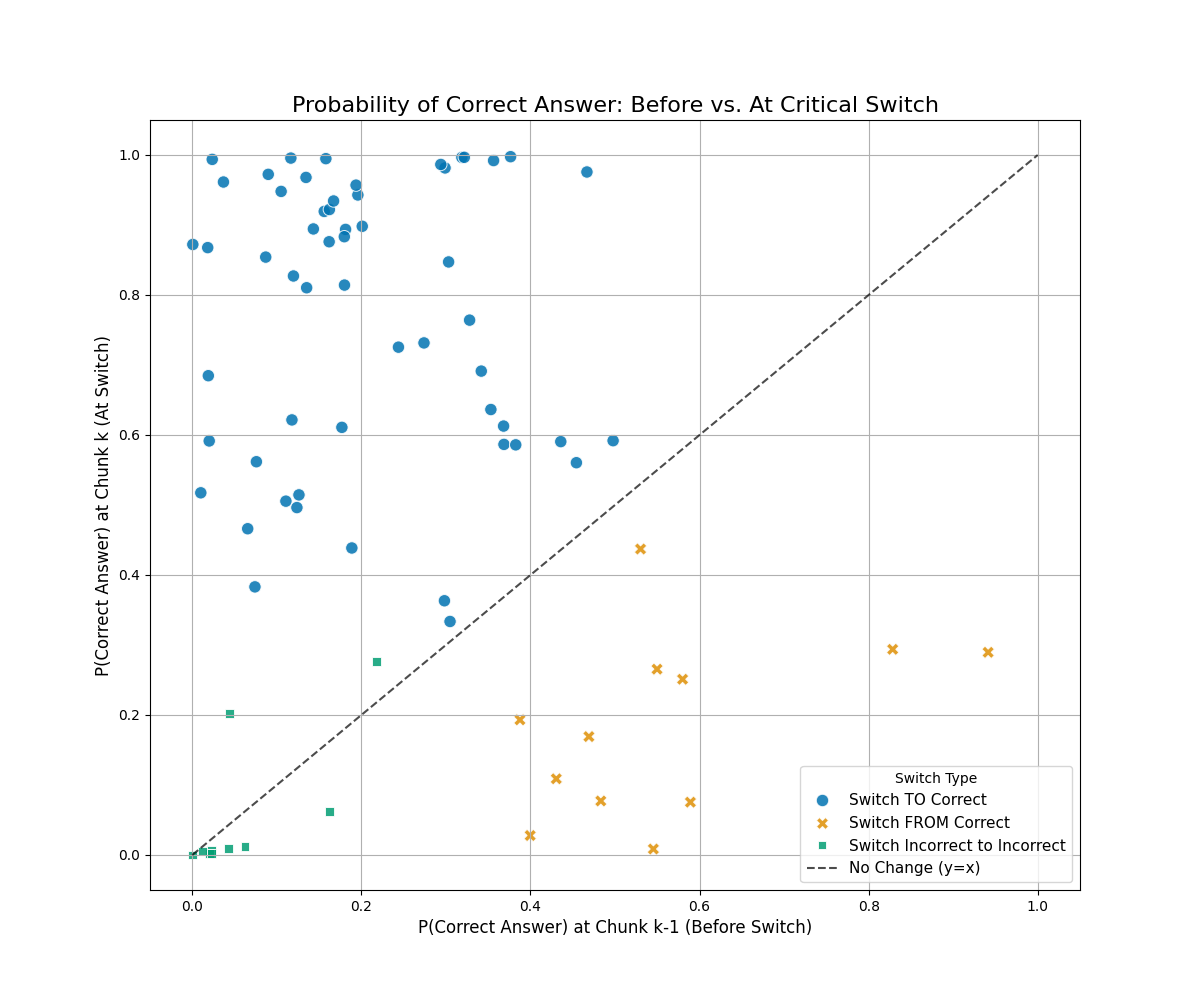 Probability of Correct Answer: Before vs. At Critical Switch
P(Correct Answer) at Chunk k (At Switch)
1.0
0.8
0.6
0.4
0.2
0.0
Switch Type
Switch TO Correct
Switch FROM Correct
Switch Incorrect to Incorrect
No Change (y=x)
0.0 0.2 0.4 0.6 0.8 1.0
P(Correct Answer) at Chunk k-1 (Before Switch)